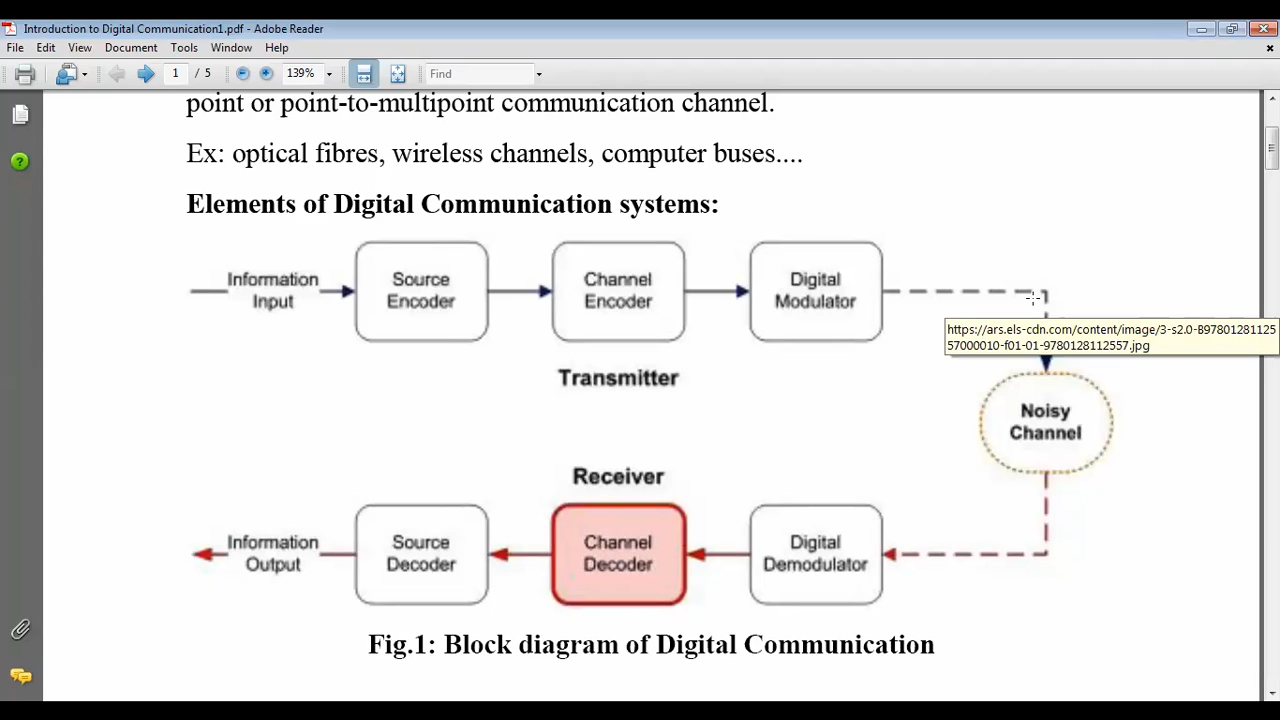 Introduction to Digital Communication1.pdf - Adobe Reader
File Edit View Document Tools Window Help
1 / 5 139% Find
point or point-to-multipoint communication channel.
Ex: optical fibres, wireless channels, computer buses....
Elements of Digital Communication systems:
Information
Input
Source
Encoder
Channel
Encoder
Digital
Modulator
https://ars.els-cdn.com/content/image/3-s2.0-B97801281125
57000010-f01-01-9780128112557.jpg
Transmitter
Noisy
Channel
Receiver
Information
Output
Source
Decoder
Channel
Decoder
Digital
Demodulator
Fig.1: Block diagram of Digital Communication